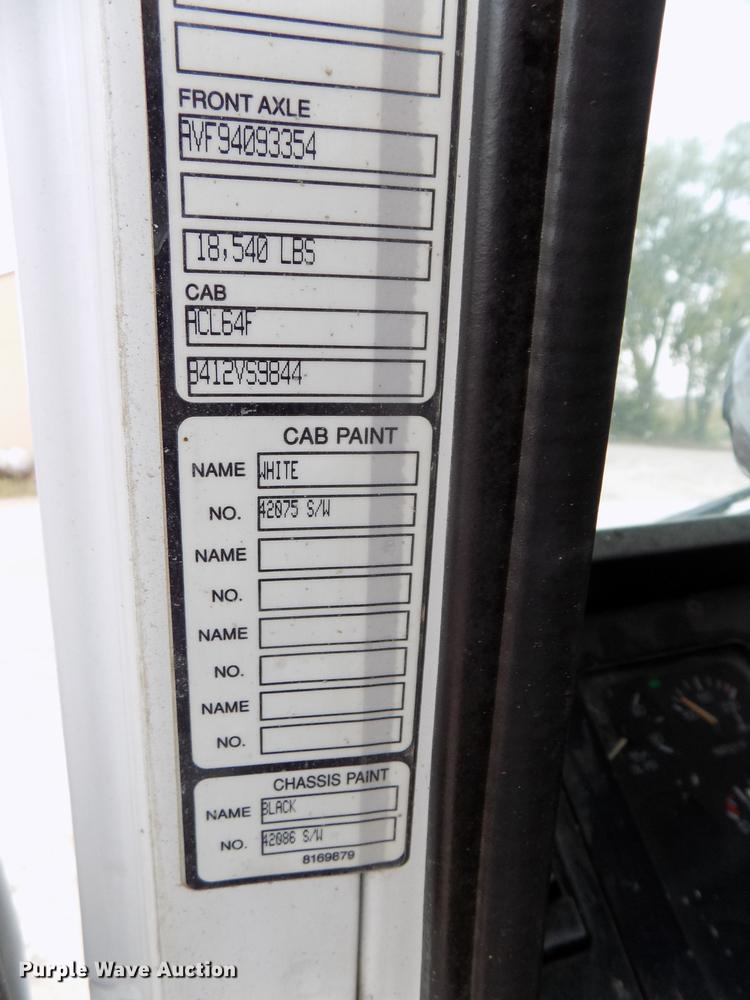 FRONT AXLE
AVF94093354
18,540 LBS
CAB
ACL64F
B412VS9844
CAB PAINT
NAME WHITE
NO. 42075 S/W
NAME
NO.
NAME
NO.
NAME
NO.
CHASSIS PAINT
NAME BLACK
NO. 42086 S/W
8169879
Purple Wave Auction